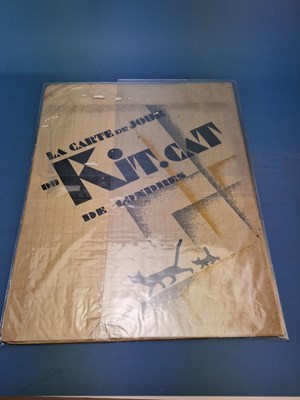 LA CARTE DU JOUR
DU KIT.CAT
DE LONDRES